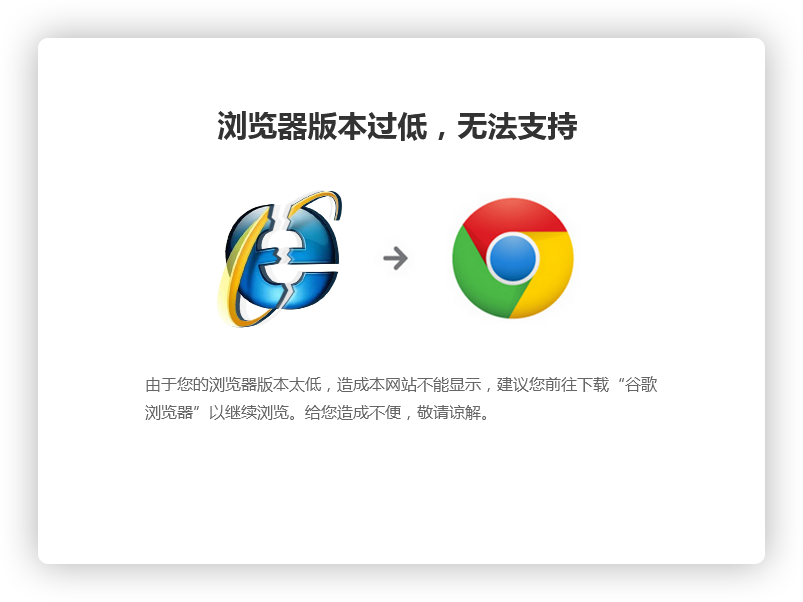 浏览器版本过低，无法支持
由于您的浏览器版本太低，造成本网站不能显示，建议您前往下载“谷歌
浏览器”以继续浏览。给您造成不便，敬请谅解。